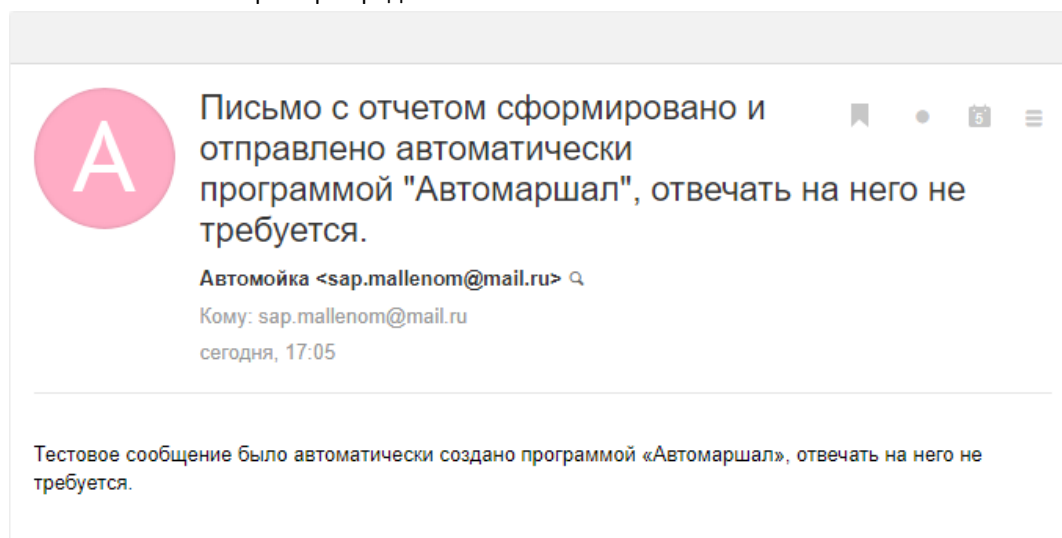 А
Письмо с отчетом сформировано и
отправлено автоматически
программой "Автомаршал", отвечать на него не
требуется.
5
Автомойка <sap.mallenom@mail.ru>
Кому: sap.mallenom@mail.ru
сегодня, 17:05
Тестовое сообщение было автоматически создано программой «Автомаршал», отвечать на него не
требуется.